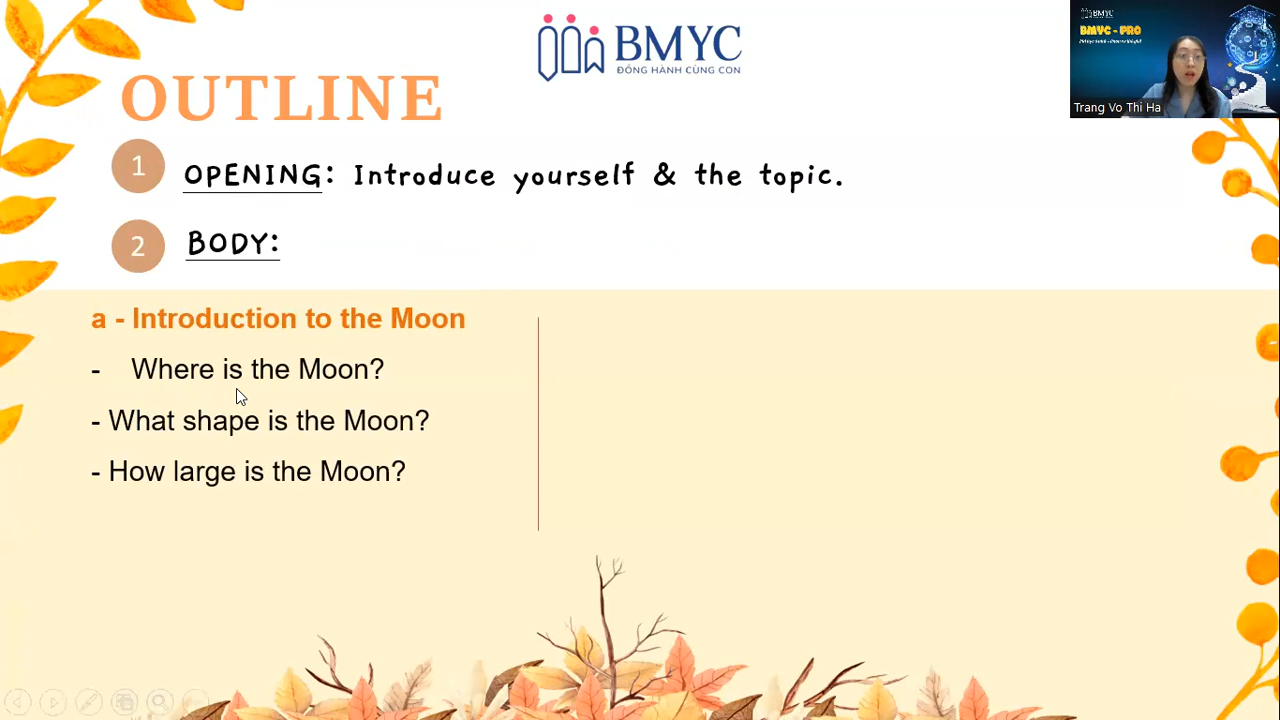 BMYC
ĐỒNG HÀNH CÙNG CON
BMYC
BMYC - PRO
Trang Vo Thi Ha
OUTLINE
1 OPENING: Introduce yourself & the topic.
2 BODY:
a - Introduction to the Moon
- Where is the Moon?
- What shape is the Moon?
- How large is the Moon?